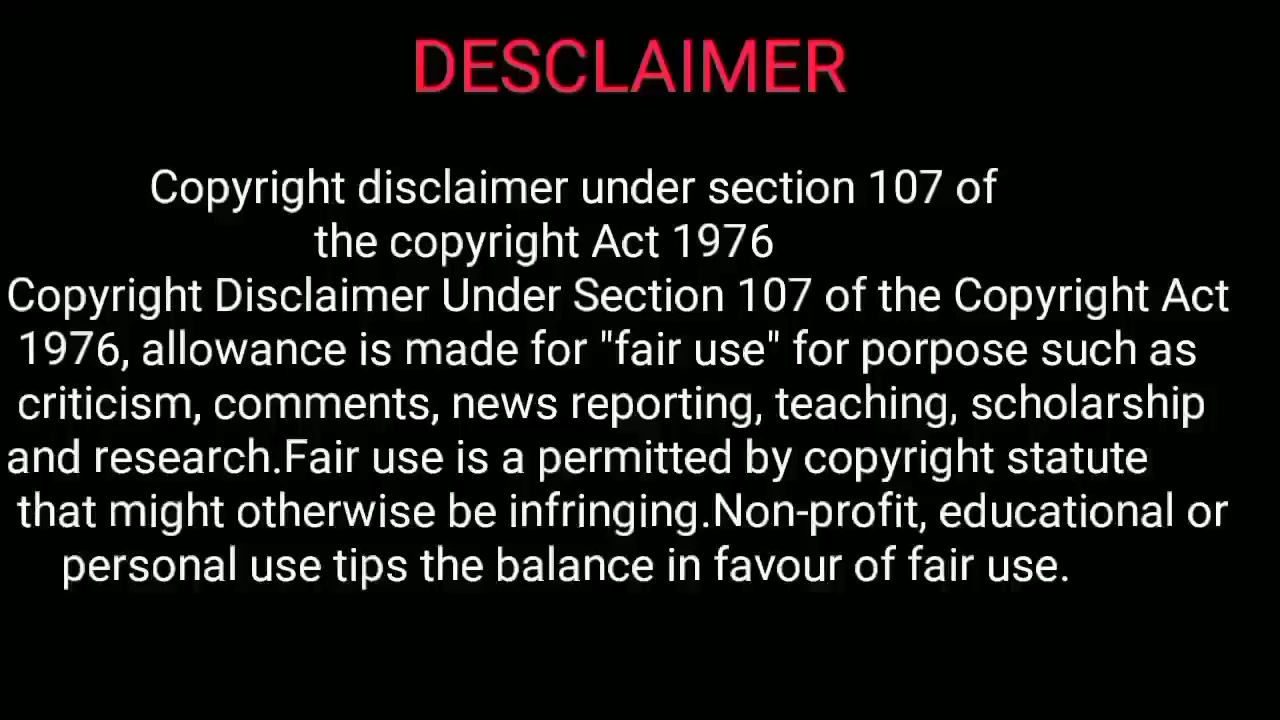 DESCLAIMER
Copyright disclaimer under section 107 of
the copyright Act 1976
Copyright Disclaimer Under Section 107 of the Copyright Act
1976, allowance is made for "fair use" for porpose such as
criticism, comments, news reporting, teaching, scholarship
and research.Fair use is a permitted by copyright statute
that might otherwise be infringing.Non-profit, educational or
personal use tips the balance in favour of fair use.